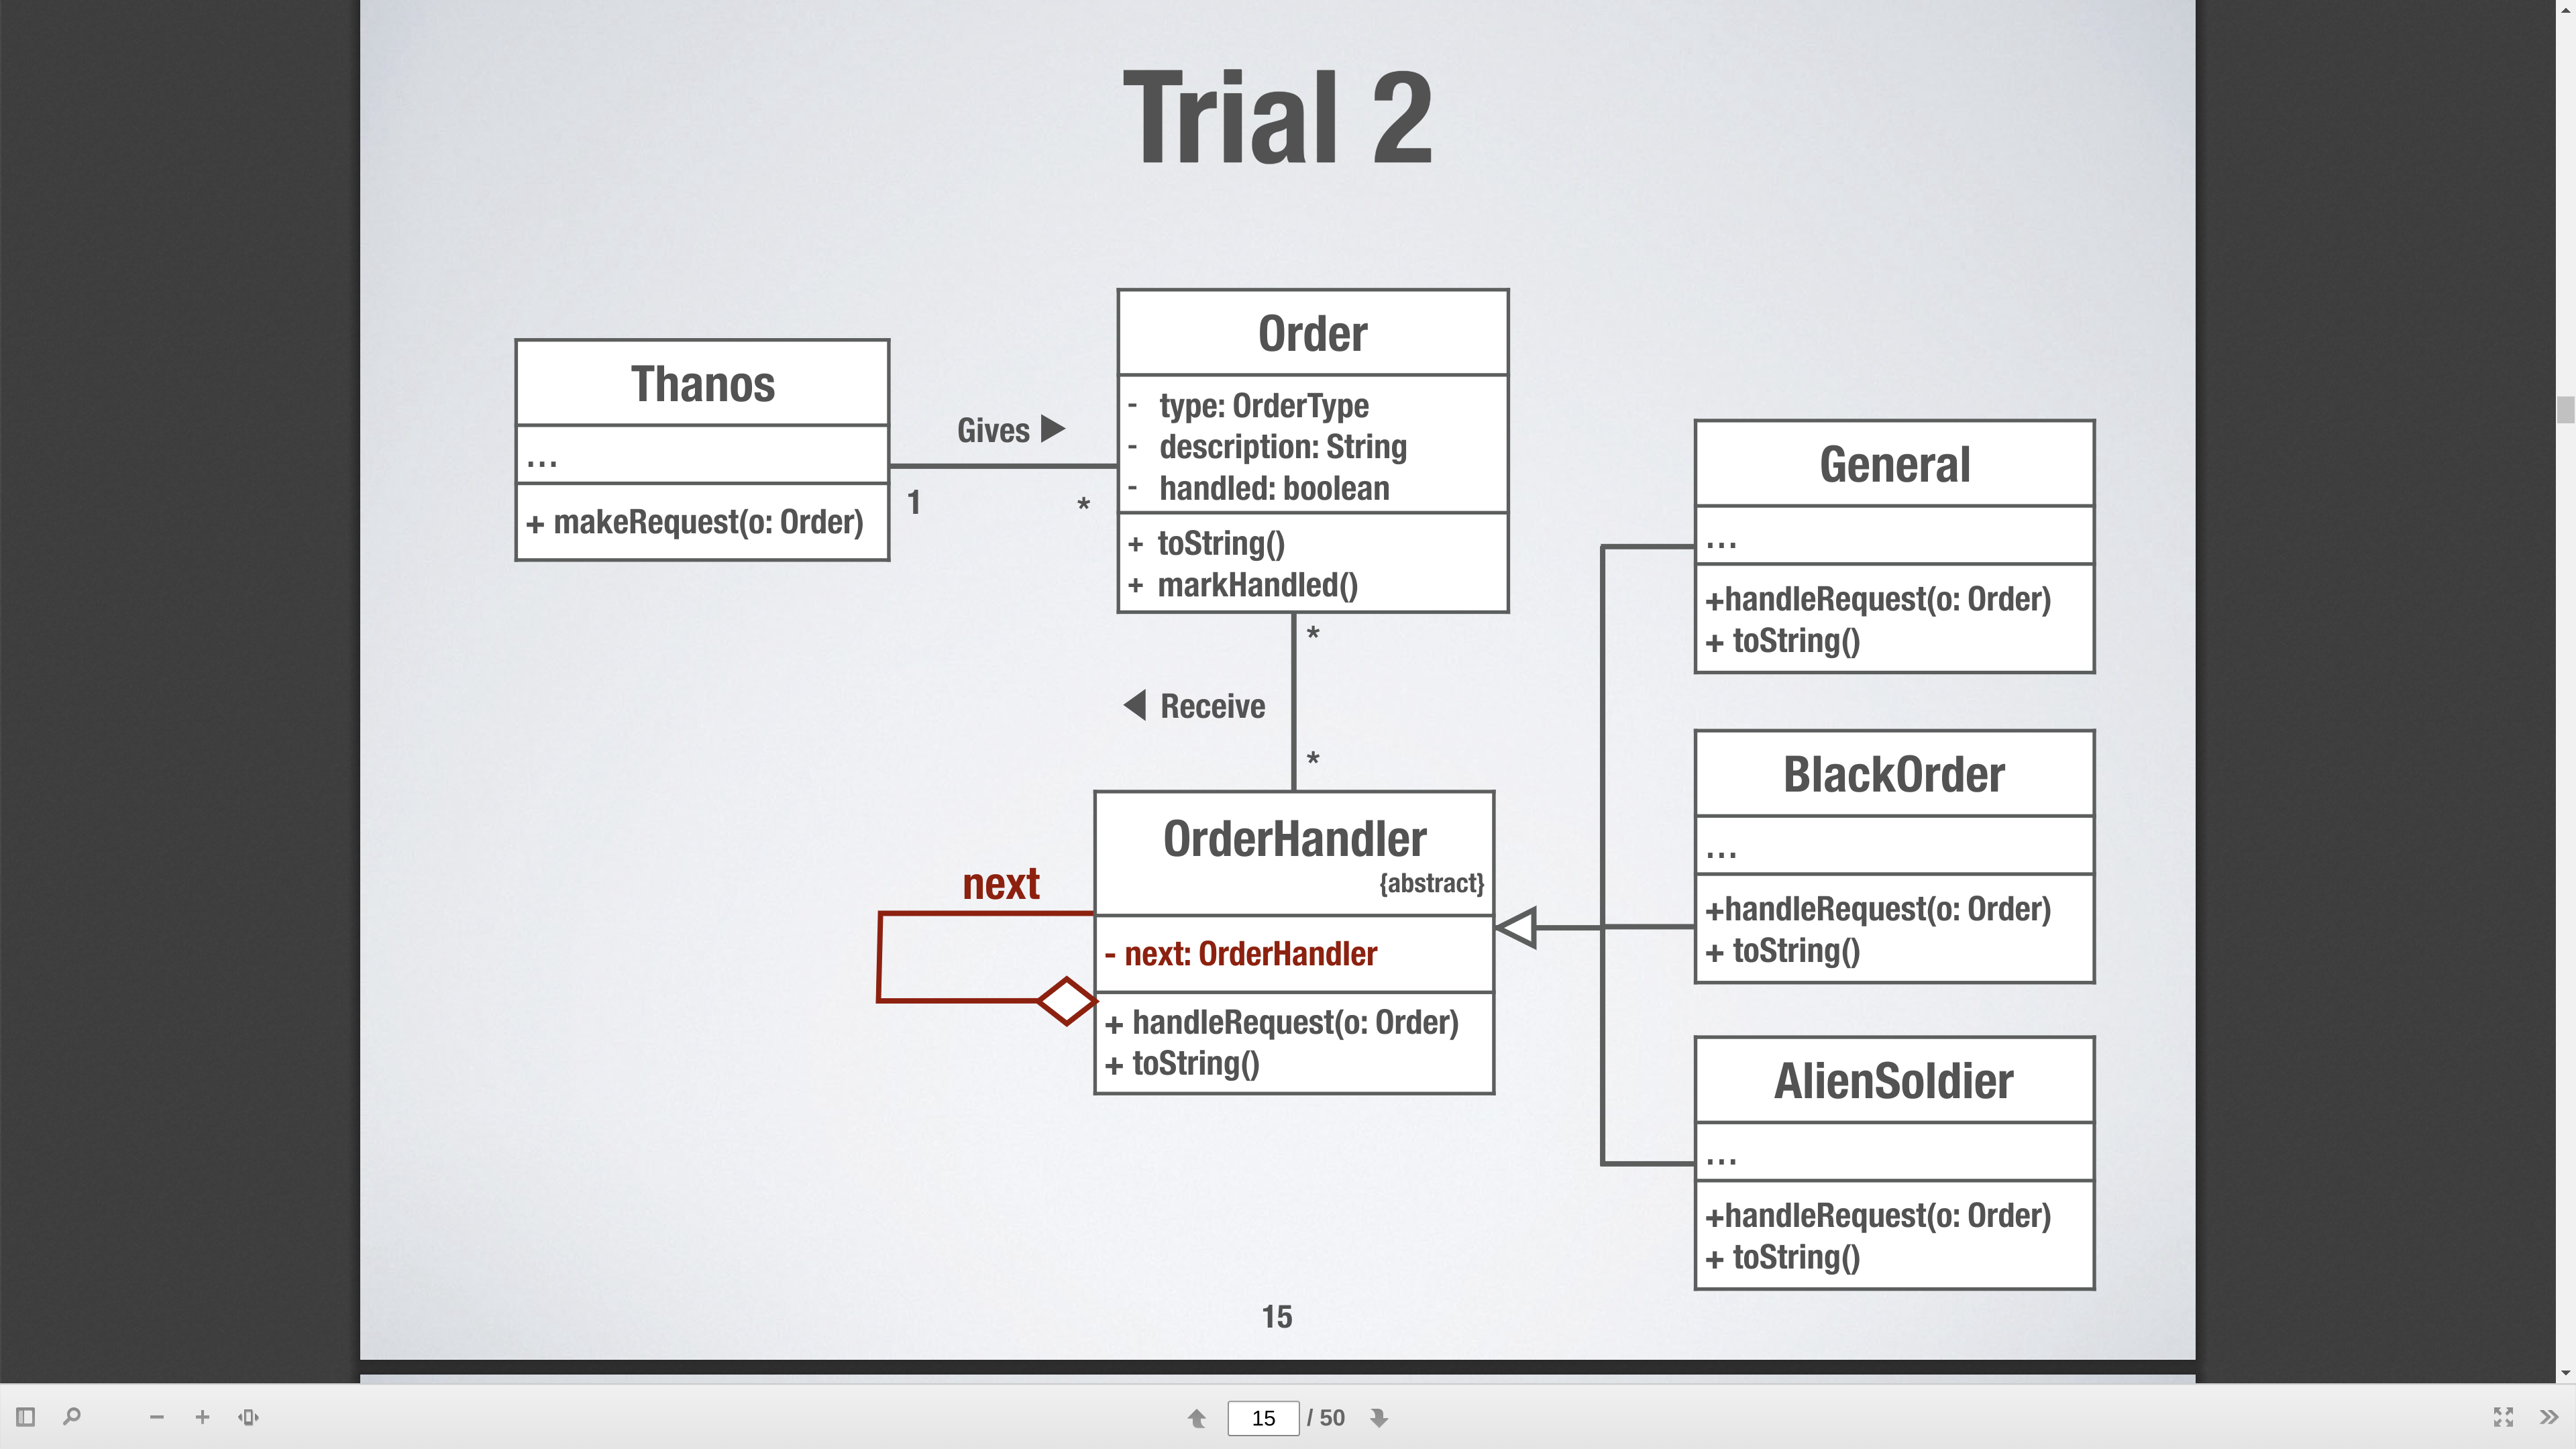 Trial 2
Thanos
...
+ makeRequest(o: Order)
Gives
1
*
Order
- type: OrderType
- description: String
- handled: boolean
+ toString()
+ markHandled()
*
Receive
*
OrderHandler
{abstract}
- next: OrderHandler
+ handleRequest(o: Order)
+ toString()
next
General
...
+handleRequest(o: Order)
+ toString()
BlackOrder
...
+handleRequest(o: Order)
+ toString()
AlienSoldier
...
+handleRequest(o: Order)
+ toString()
15
15 / 50